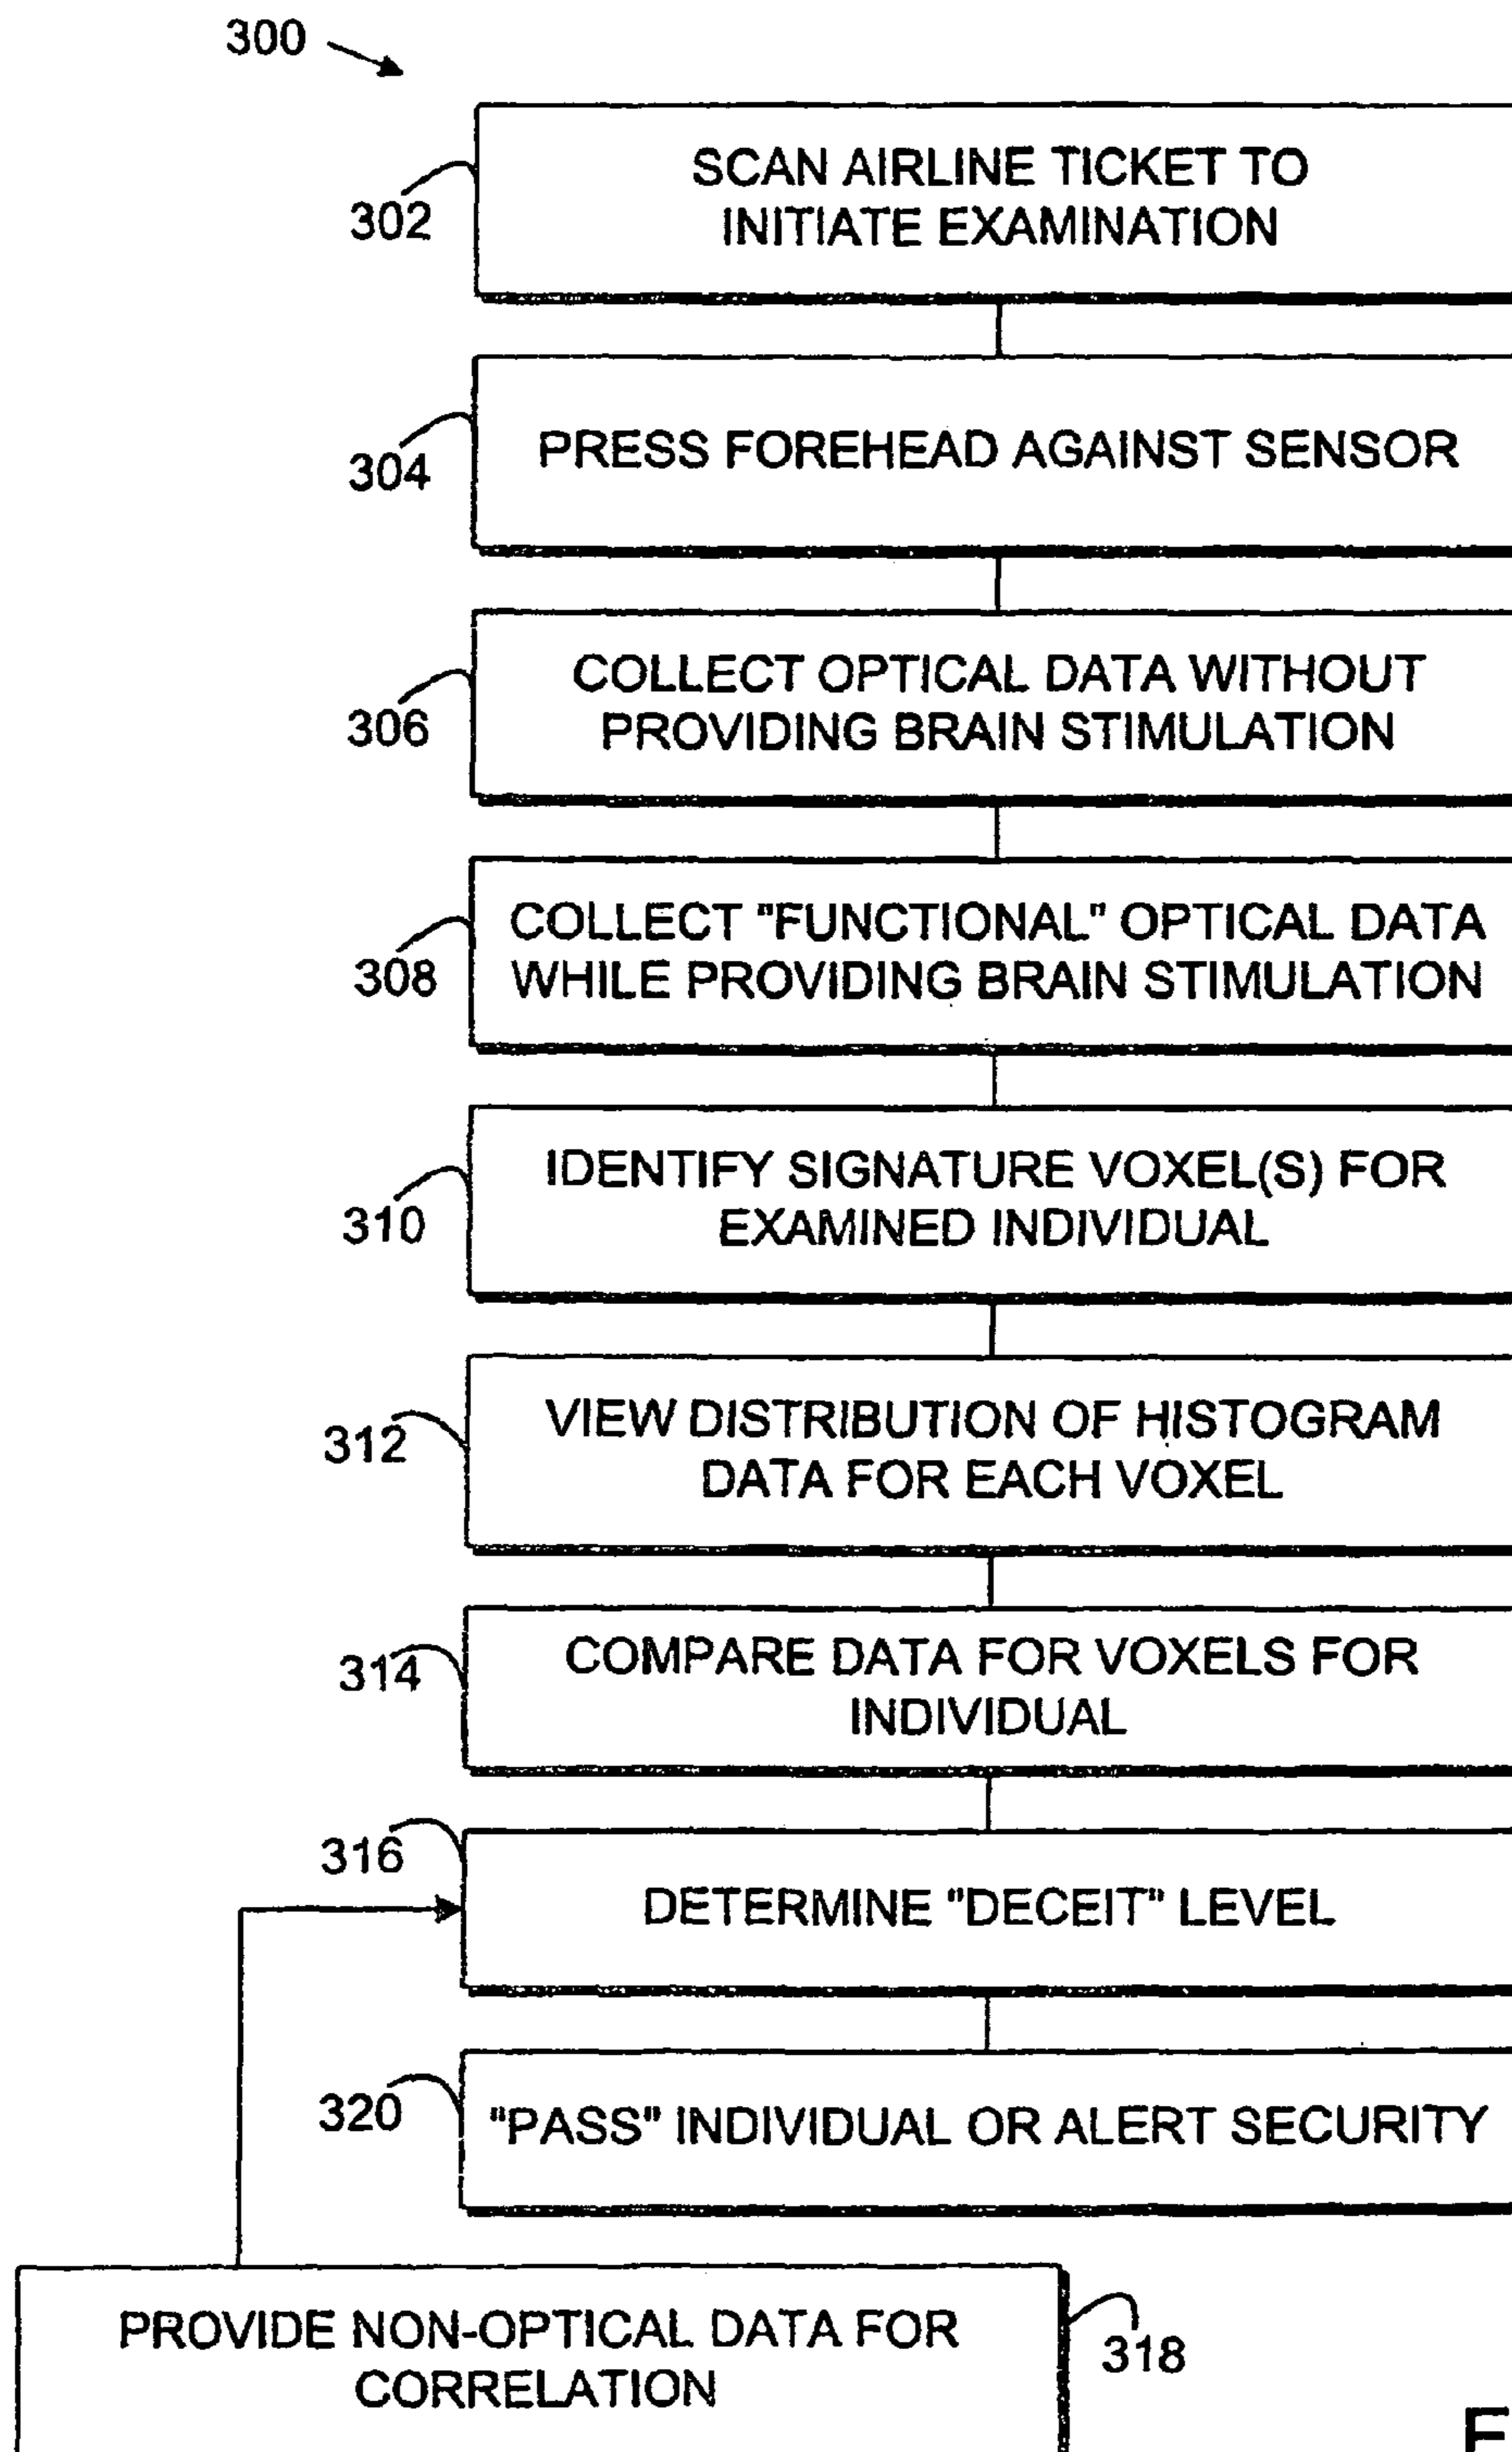 300
302
SCAN AIRLINE TICKET TO
INITIATE EXAMINATION
304
PRESS FOREHEAD AGAINST SENSOR
306
COLLECT OPTICAL DATA WITHOUT
PROVIDING BRAIN STIMULATION
308
COLLECT "FUNCTIONAL" OPTICAL DATA
WHILE PROVIDING BRAIN STIMULATION
310
IDENTIFY SIGNATURE VOXEL(S) FOR
EXAMINED INDIVIDUAL
312
VIEW DISTRIBUTION OF HISTOGRAM
DATA FOR EACH VOXEL
314
COMPARE DATA FOR VOXELS FOR
INDIVIDUAL
316
DETERMINE "DECEIT" LEVEL
320
"PASS" INDIVIDUAL OR ALERT SECURITY
PROVIDE NON-OPTICAL DATA FOR
CORRELATION
318